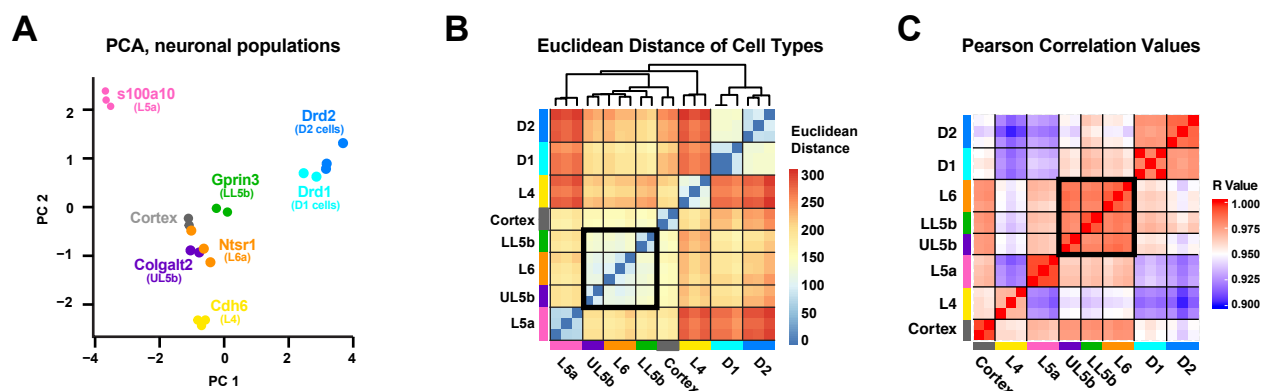 A
PCA, neuronal populations
s100a10
(L5a)
Drd2
(D2 cells)
Gprin3
(LL5b)
Drd1
(D1 cells)
Cortex
Ntsr1
(L6a)
Colgalt2
(UL5b)
Cdh6
(L4)
2
1
0
−1
−2
PC 2
−4
−2
0
2
4
PC 1
B
Euclidean Distance of Cell Types
D2
D1
L4
Cortex
LL5b
L6
UL5b
L5a
L5a
UL5b
L6
LL5b
Cortex
L4
D1
D2
Euclidean
Distance
300
250
200
150
100
50
0
C
Pearson Correlation Values
D2
D1
L6
LL5b
UL5b
L5a
L4
Cortex
Cortex
L4
L5a
UL5b
LL5b
L6
D1
D2
R Value
1.000
0.975
0.950
0.925
0.900